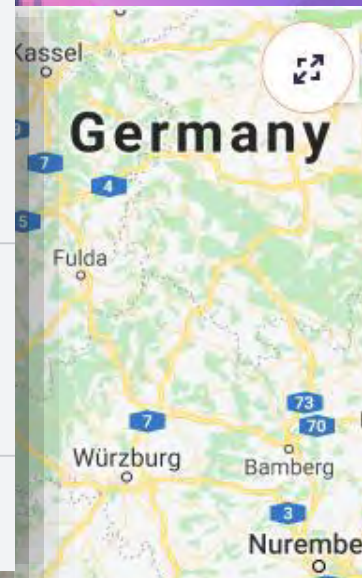 Kassel
Germany
7
4
5
Fulda
73
7
70
Würzburg
Bamberg
3
Nurembe